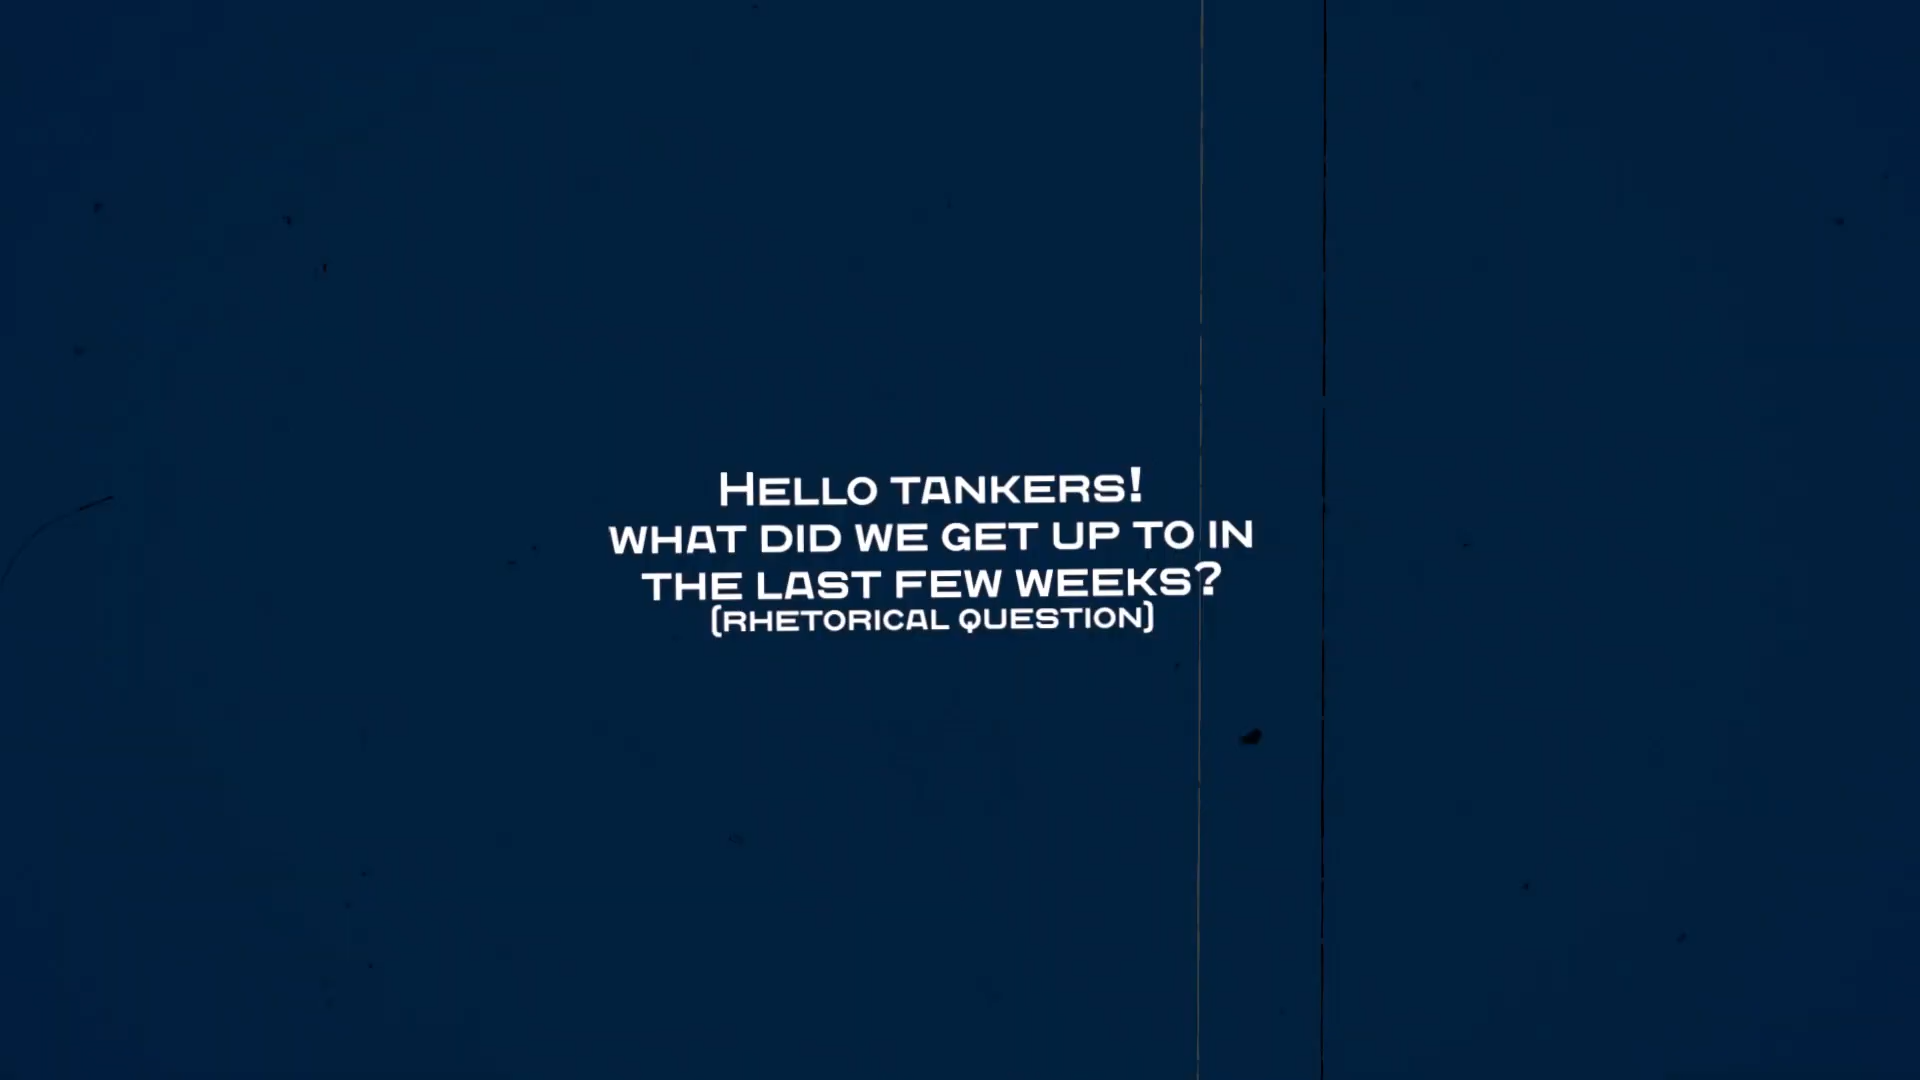 Hello tankers!
what did we get up to in
the last few weeks?
(rhetorical question)